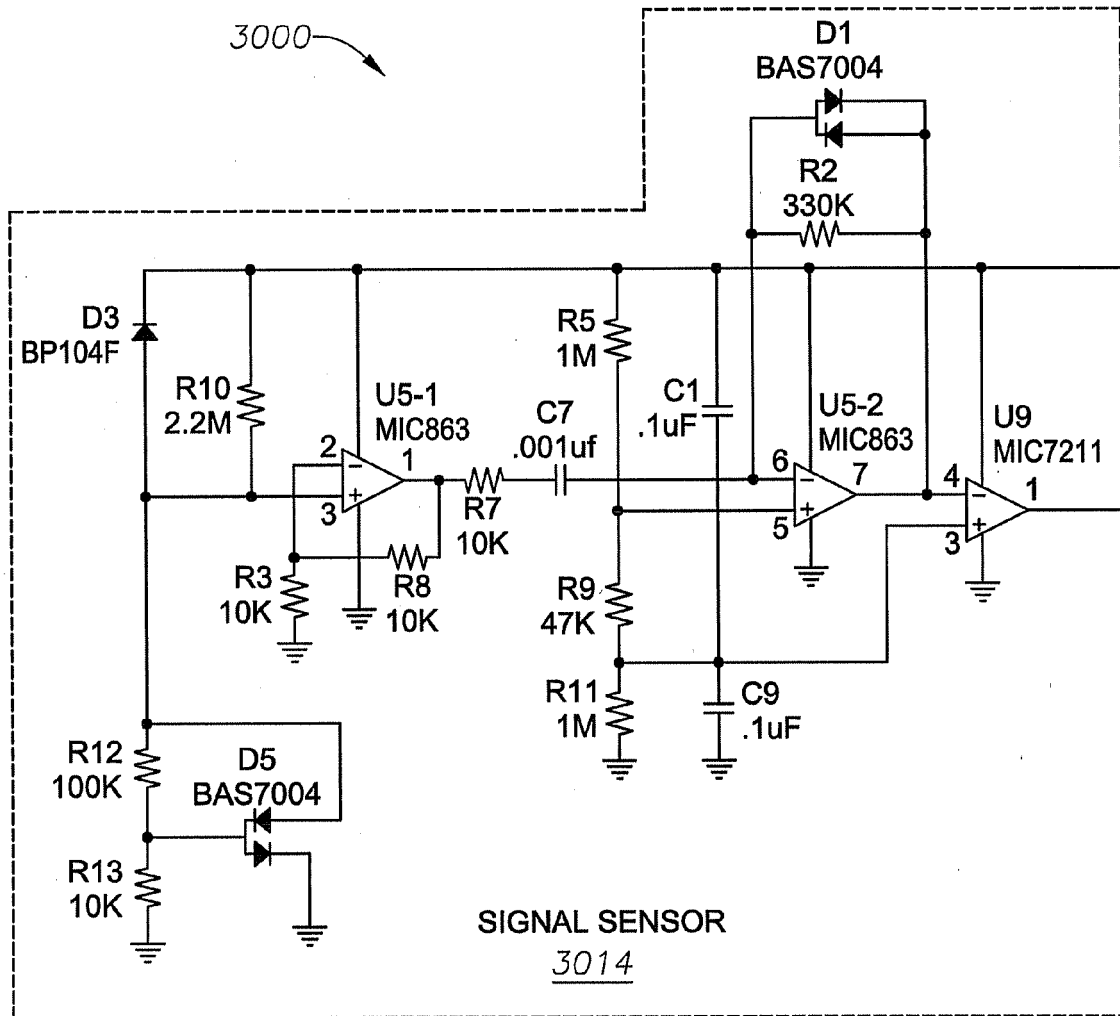 3000
D1
BAS7004
R2
330K
D3
BP104F
R10
2.2M
U5-1
MIC863
2
-
+
3
1
R7
10K
C7
.001uf
R5
1M
C1
.1uF
U5-2
MIC863
6
-
+
5
7
U9
MIC7211
4
-
+
3
1
R3
10K
R8
10K
R9
47K
R11
1M
C9
.1uF
R12
100K
D5
BAS7004
R13
10K
SIGNAL SENSOR
3014